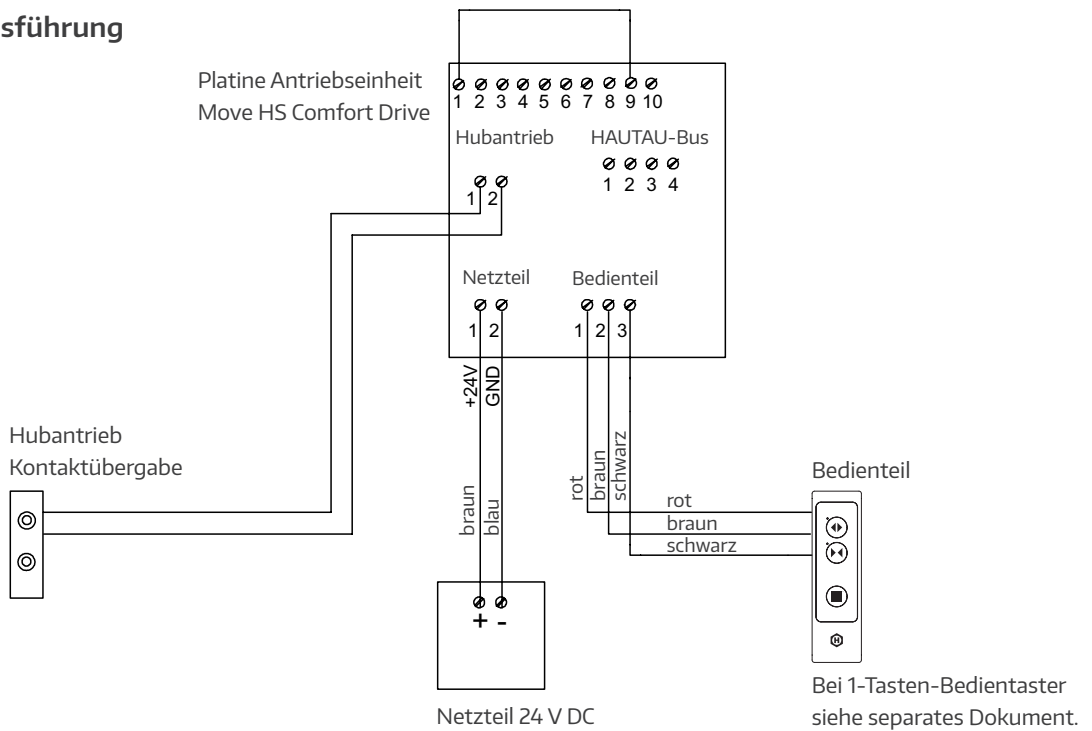 sführung
Platine Antriebseinheit
Move HS Comfort Drive
1 2 3 4 5 6 7 8 9 10
Hubantrieb
HAUTAU-Bus
1 2 3 4
1 2
Netzteil
Bedienteil
1 2
1 2 3
+24V
GND
braun
blau
rot
braun
schwarz
Hubantrieb
Kontaktübergabe
rot
braun
schwarz
Bedienteil
H
+ -
Netzteil 24 V DC
Bei 1-Tasten-Bedientaster
siehe separates Dokument.